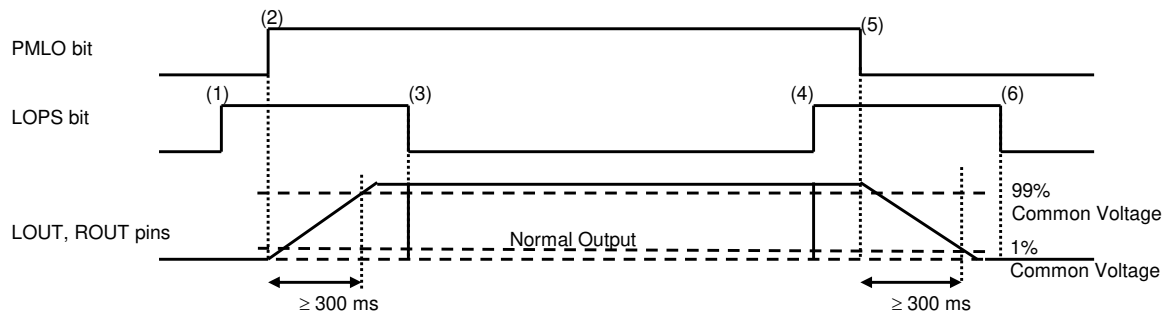 (2)
(5)
PMLO bit
(1)
(3)
(4)
(6)
LOPS bit
99%
Common Voltage
LOUT, ROUT pins
Normal Output
1%
Common Voltage
≥ 300 ms
≥ 300 ms